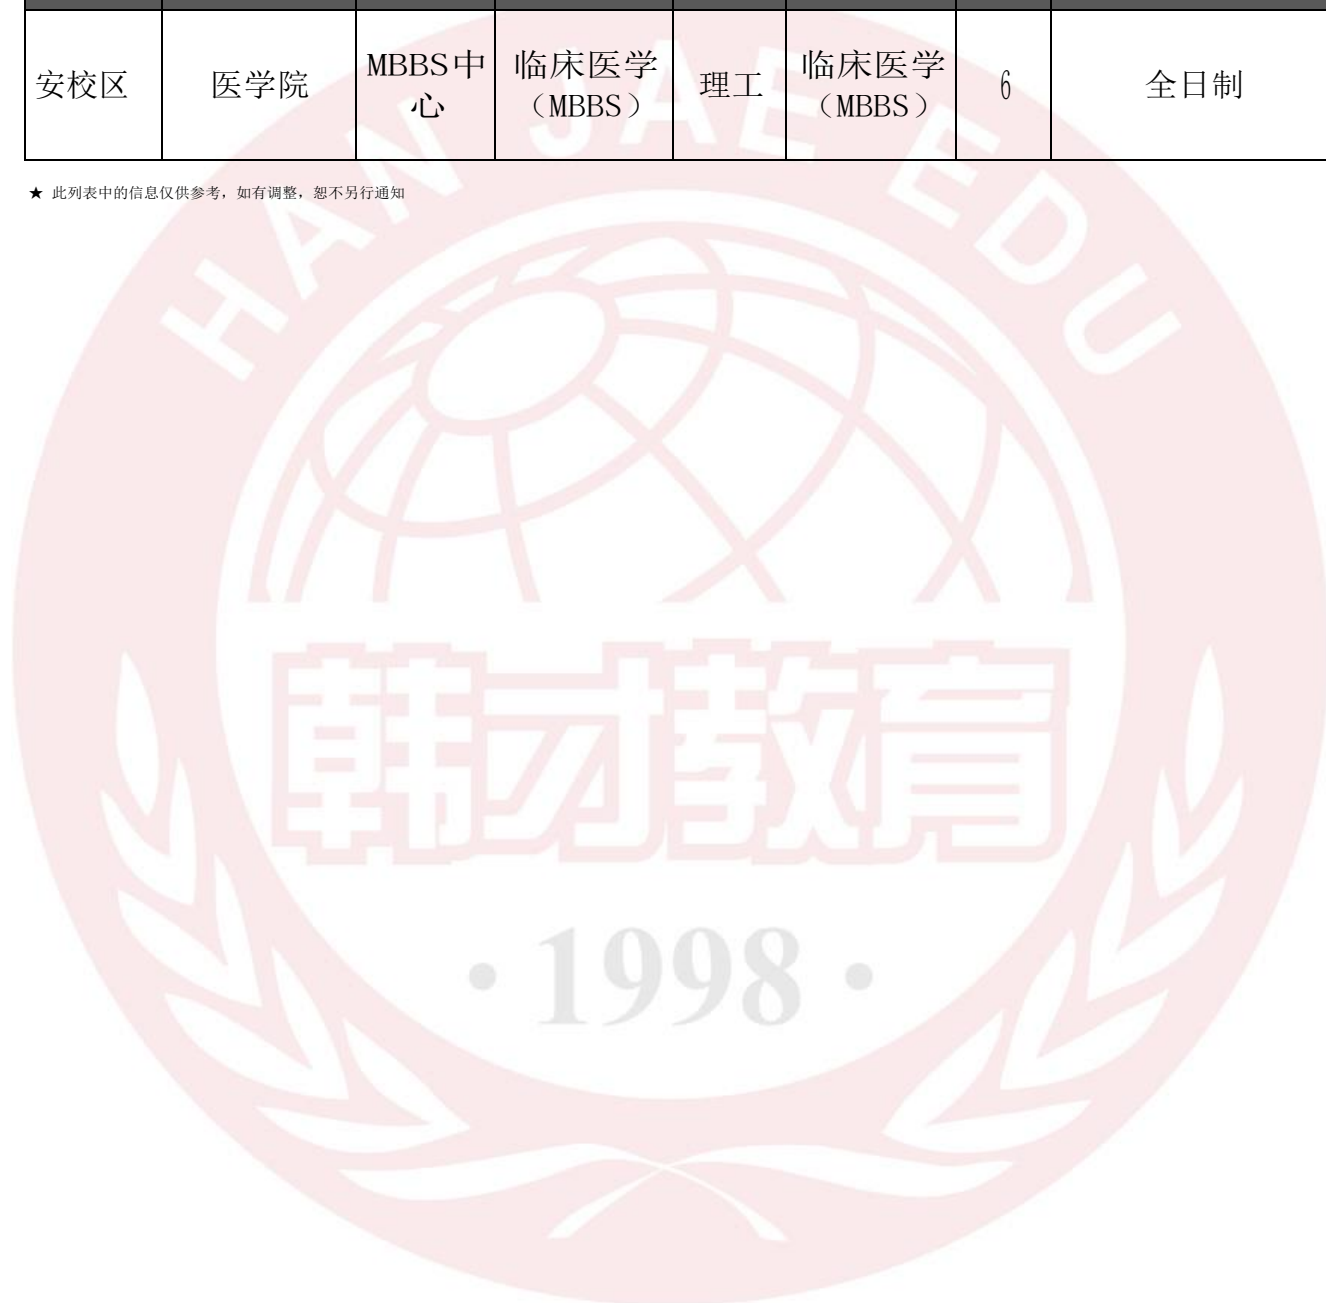 安校区 医学院 MBBS中心 临床医学（MBBS） 理工 临床医学（MBBS） 6 全日制
★ 此列表中的信息仅供参考，如有调整，恕不另行通知
HAN JAE EDU
韩才教育
·1998·